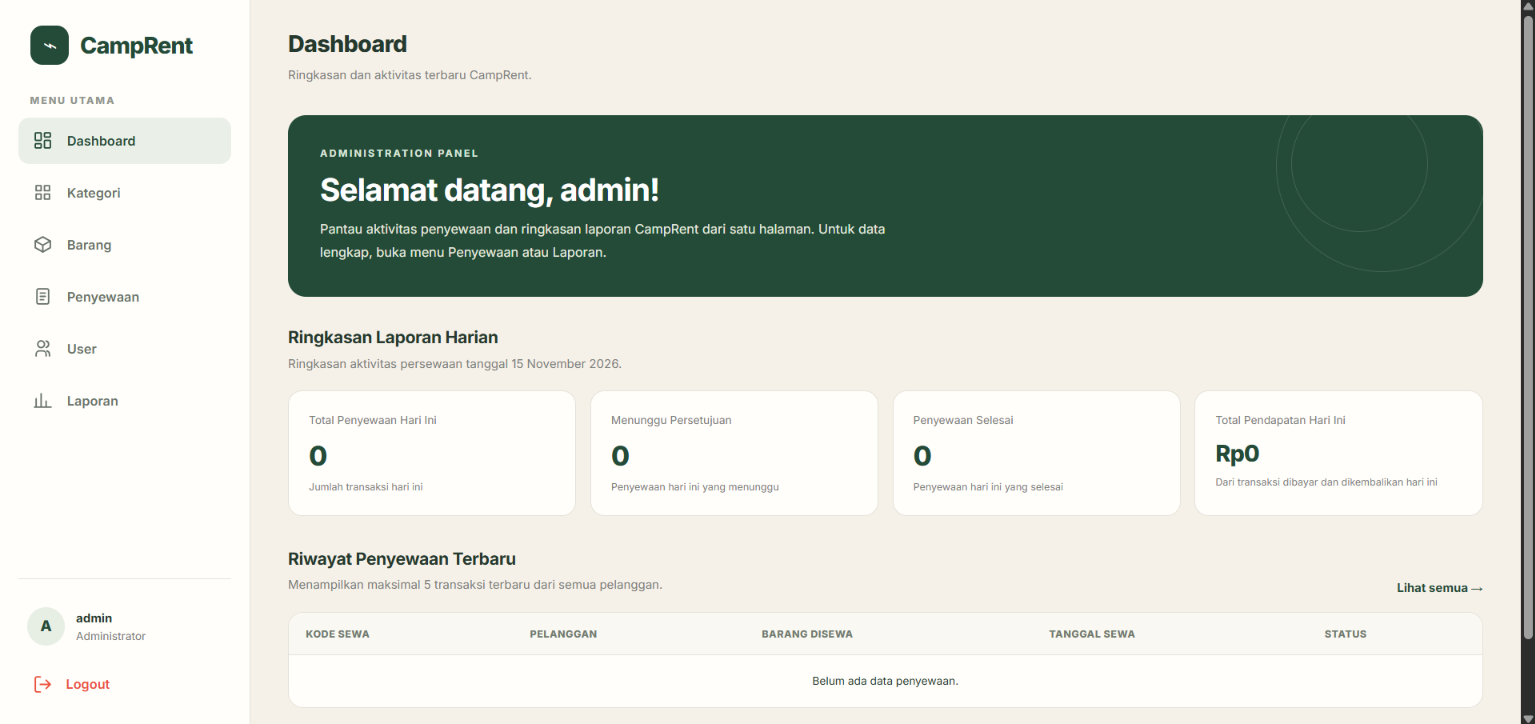 CampRent
MENU UTAMA
Dashboard
Kategori
Barang
Penyewaan
User
Laporan
A
admin
Administrator
Logout
Dashboard
Ringkasan dan aktivitas terbaru CampRent.
ADMINISTRATION PANEL
Selamat datang, admin!
Pantau aktivitas penyewaan dan ringkasan laporan CampRent dari satu halaman. Untuk data
lengkap, buka menu Penyewaan atau Laporan.
Ringkasan Laporan Harian
Ringkasan aktivitas persewaan tanggal 15 November 2026.
Total Penyewaan Hari Ini
0
Jumlah transaksi hari ini
Menunggu Persetujuan
0
Penyewaan hari ini yang menunggu
Penyewaan Selesai
0
Penyewaan hari ini yang selesai
Total Pendapatan Hari Ini
Rp0
Dari transaksi dibayar dan dikembalikan hari ini
Riwayat Penyewaan Terbaru
Menampilkan maksimal 5 transaksi terbaru dari semua pelanggan.
Lihat semua →
KODE SEWA PELANGGAN BARANG DISEWA TANGGAL SEWA STATUS
Belum ada data penyewaan.